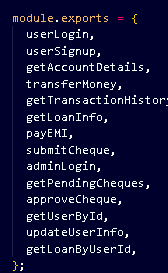 module.exports = {
userLogin,
userSignup,
getAccountDetails,
transferMoney,
getTransactionHistory
getLoanInfo,
payEMI,
submitCheque,
adminLogin,
getPendingCheques,
approveCheque,
getUserById,
updateUserInfo,
getLoanByUserId,
};